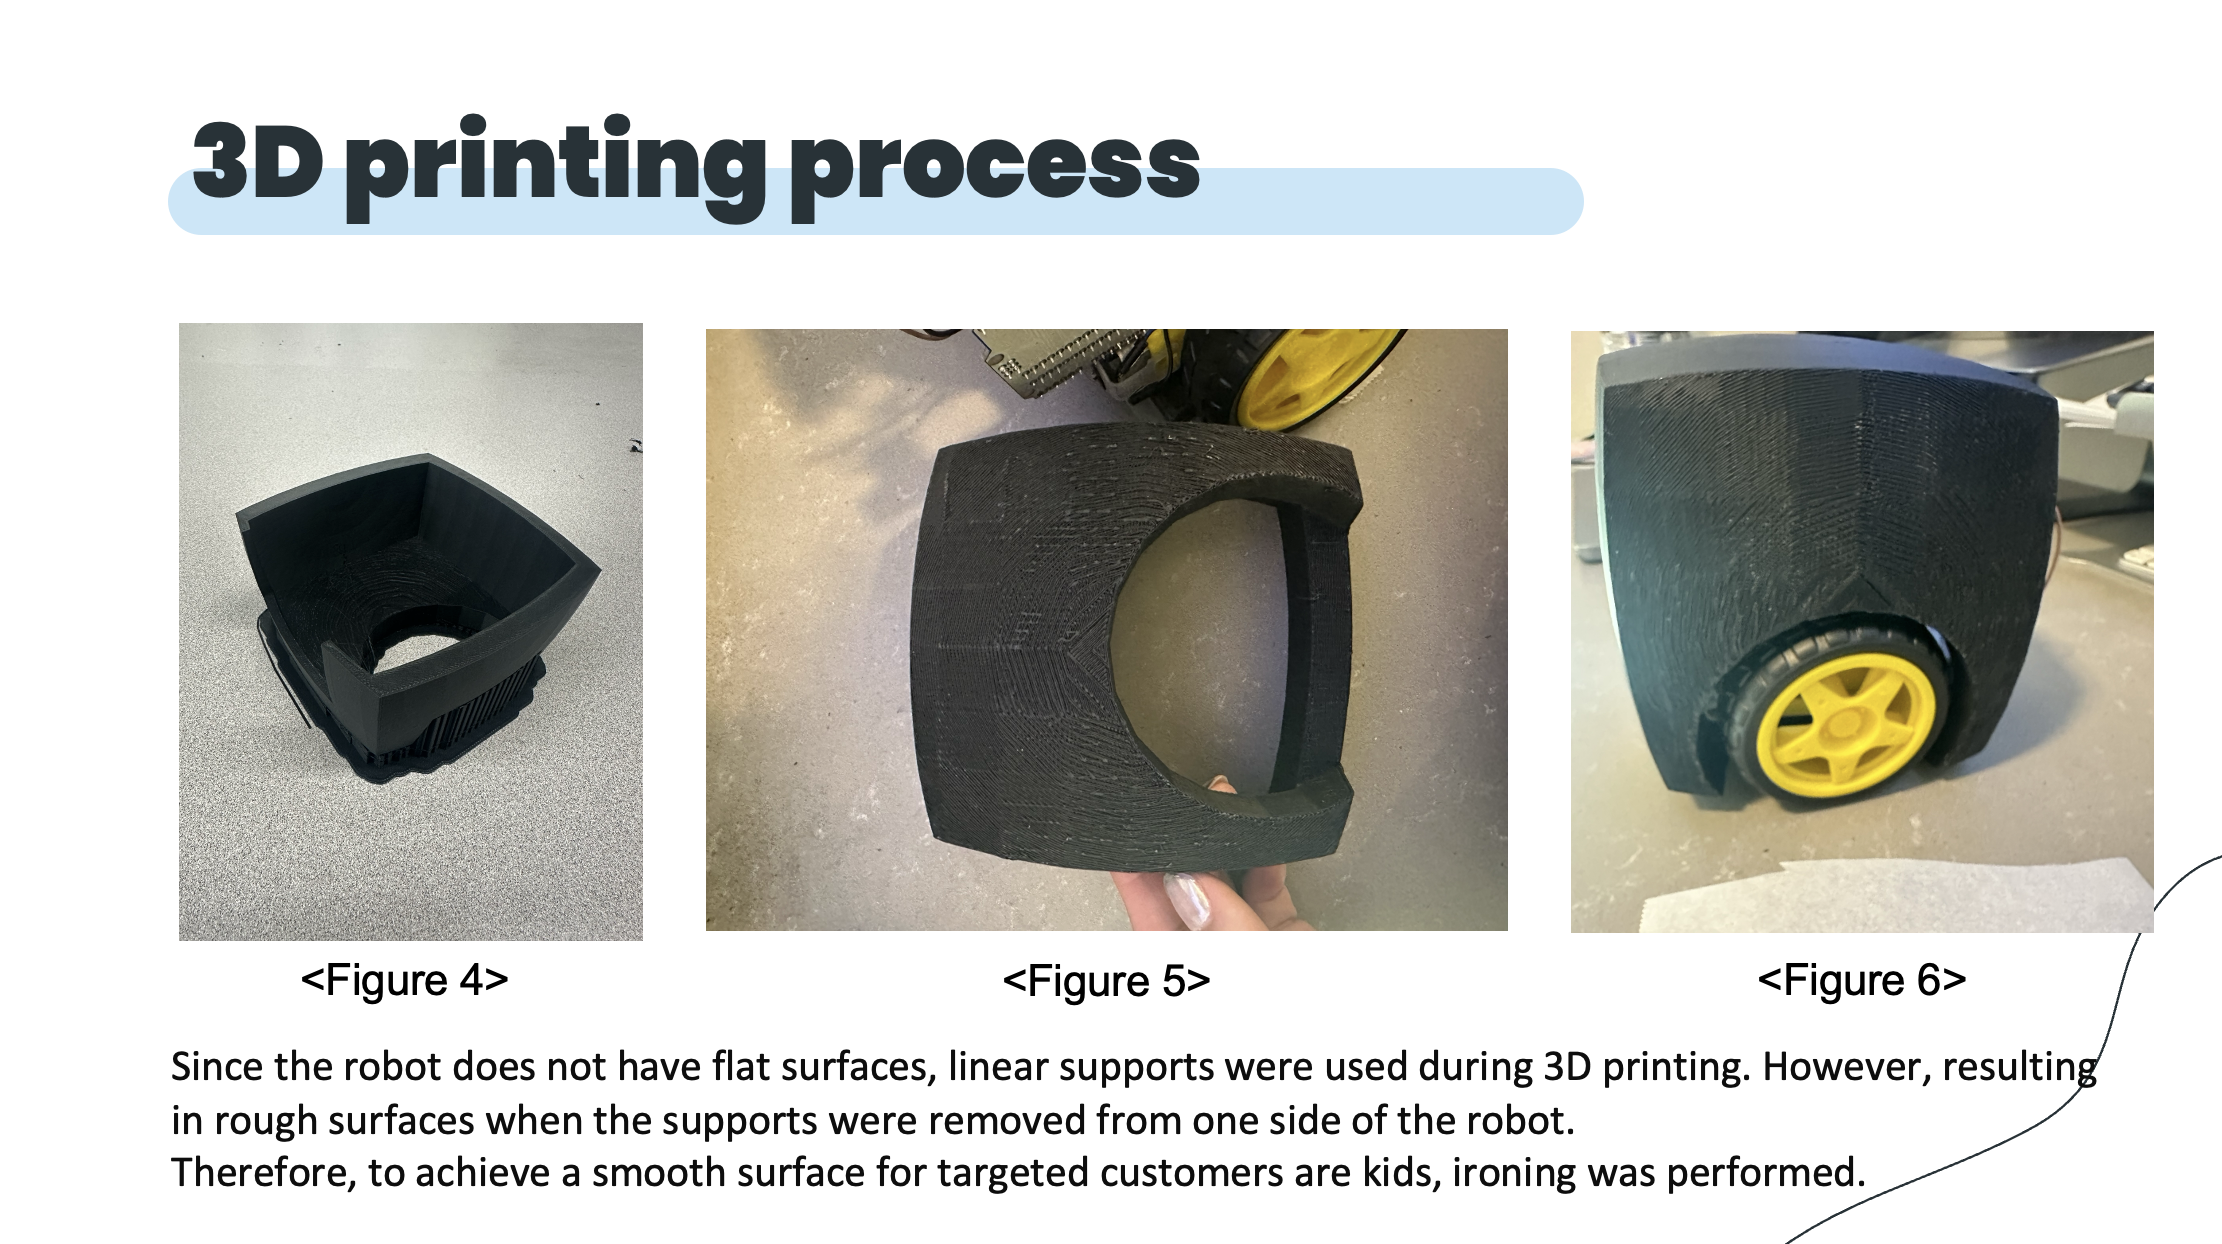 3D printing process
<Figure 4>
<Figure 5>
<Figure 6>
Since the robot does not have flat surfaces, linear supports were used during 3D printing. However, resulting
in rough surfaces when the supports were removed from one side of the robot.
Therefore, to achieve a smooth surface for targeted customers are kids, ironing was performed.